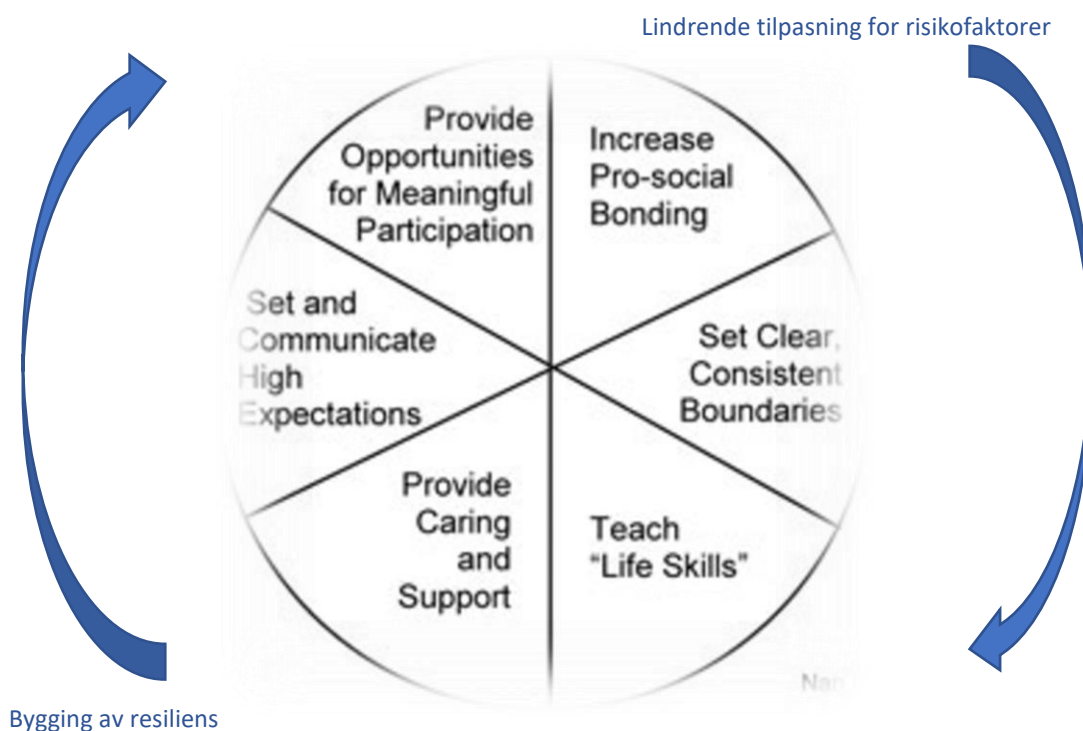 Lindrende tilpasning for risikofaktorer
Provide
Opportunities
for Meaningful
Participation
Increase
Pro-social
Bonding
Set and
Communicate
High
Expectations
Set Clear,
Consistent
Boundaries
Provide
Caring
and
Support
Teach
“Life Skills”
Bygging av resiliens